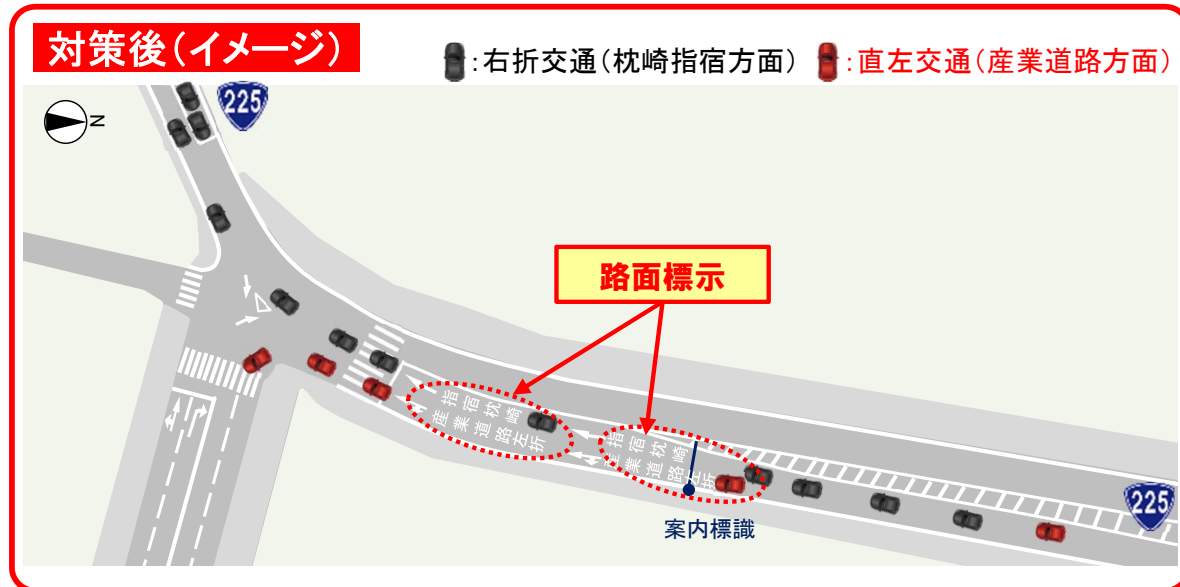 対策後(イメージ)
:右折交通(枕崎指宿方面) :直左交通(産業道路方面)
225
N
路面標示
指宿枕崎
産業道路左折
指宿枕崎
産業道路左折
225
案内標識